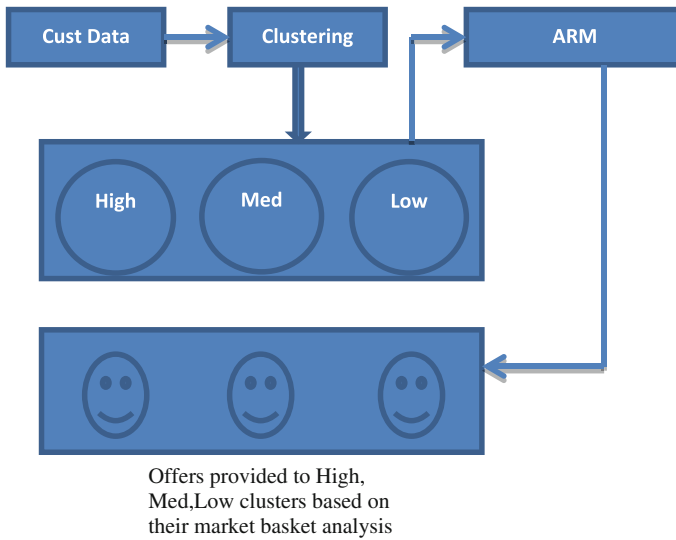 Cust Data
Clustering
ARM
High
Med
Low
Offers provided to High,
Med,Low clusters based on
their market basket analysis